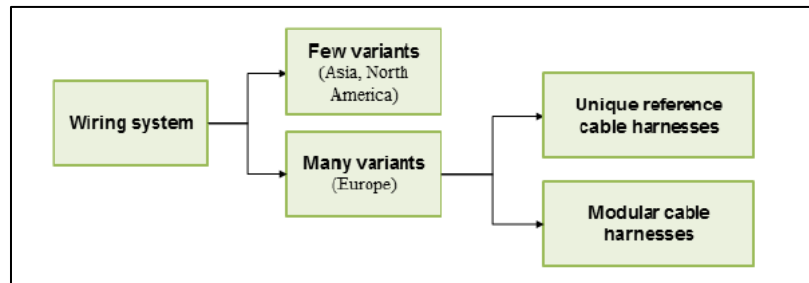 Few variants
(Asia, North
America)
Wiring system
Many variants
(Europe)
Unique reference
cable harnesses
Modular cable
harnesses